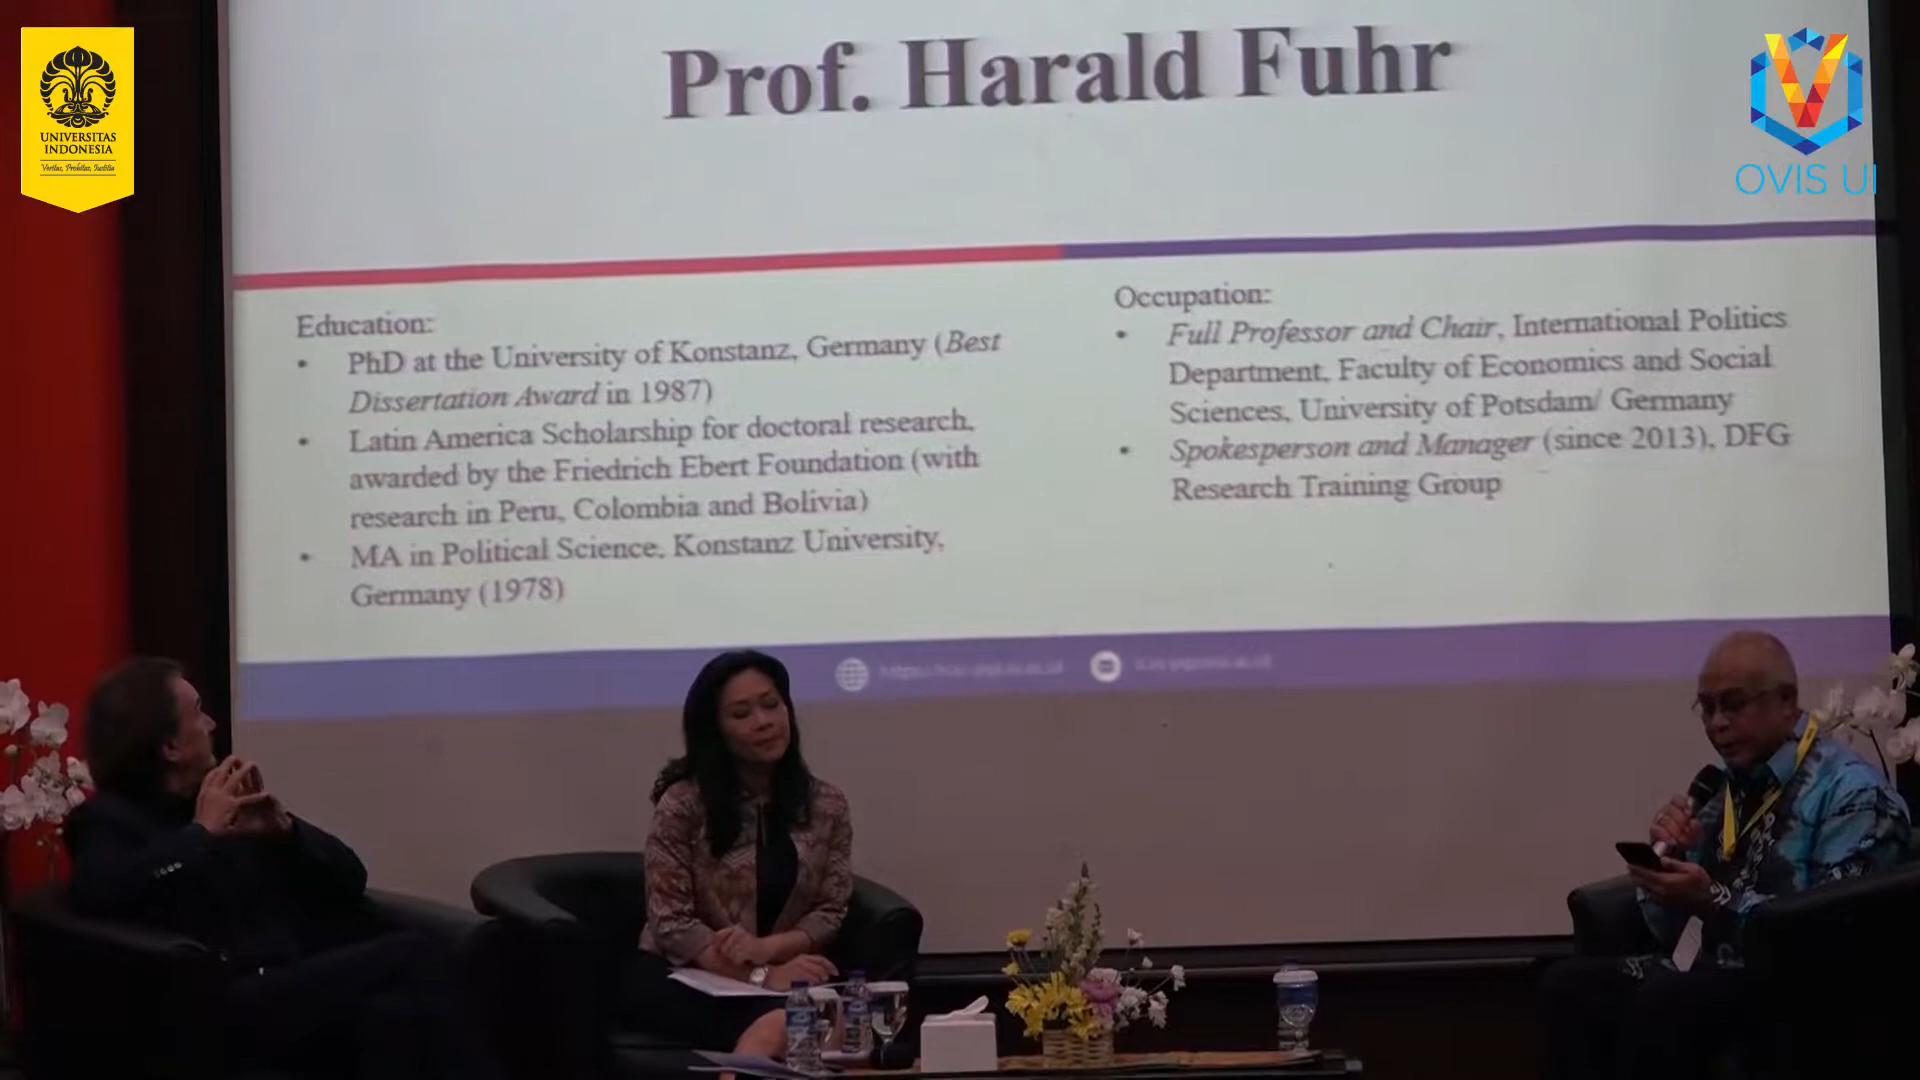 UNIVERSITAS
INDONESIA
Veritas, Probitas, Iustitia
OVIS UI
Prof. Harald Fuhr
Education:
• PhD at the University of Konstanz, Germany (Best
Dissertation Award in 1987)
• Latin America Scholarship for doctoral research,
awarded by the Friedrich Ebert Foundation (with
research in Peru, Colombia and Bolivia)
• MA in Political Science, Konstanz University,
Germany (1978)
Occupation:
• Full Professor and Chair, International Politics
Department, Faculty of Economics and Social
Sciences, University of Potsdam/ Germany
• Spokesperson and Manager (since 2013), DFG
Research Training Group